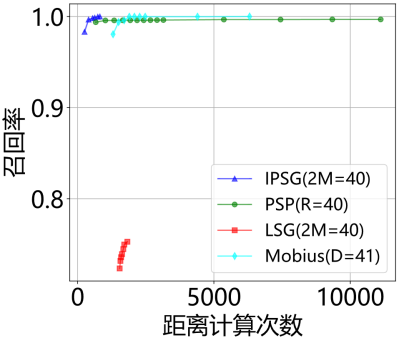 1.0
0.9
0.8
召回率
IPSG(2M=40)
PSP(R=40)
LSG(2M=40)
Mobius(D=41)
0 5000 10000
距离计算次数